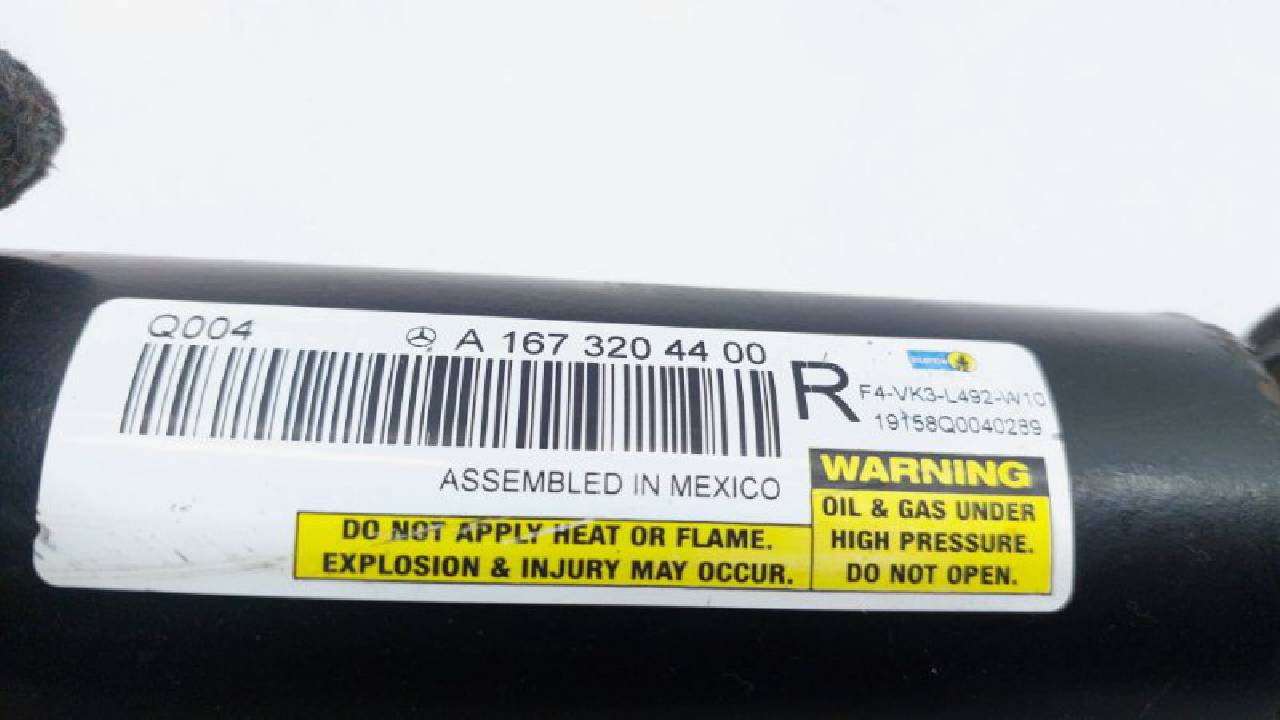 Q004
A 167 320 44 00
R
F4-VK3-L492-W10
19158Q0040289
ASSEMBLED IN MEXICO
WARNING
OIL & GAS UNDER
HIGH PRESSURE.
DO NOT OPEN.
DO NOT APPLY HEAT OR FLAME.
EXPLOSION & INJURY MAY OCCUR.